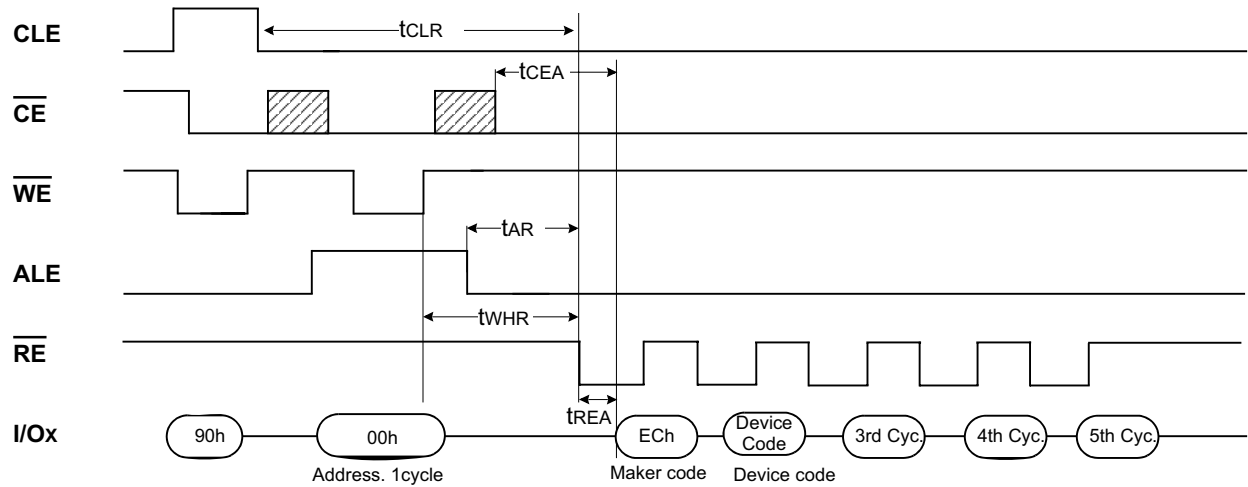 CLE
tCLR
tCEA
CE
WE
tAR
ALE
tWHR
RE
tREA
I/Ox
90h
00h
ECh
Device
Code
3rd Cyc.
4th Cyc.
5th Cyc.
Address. 1cycle
Maker code
Device code